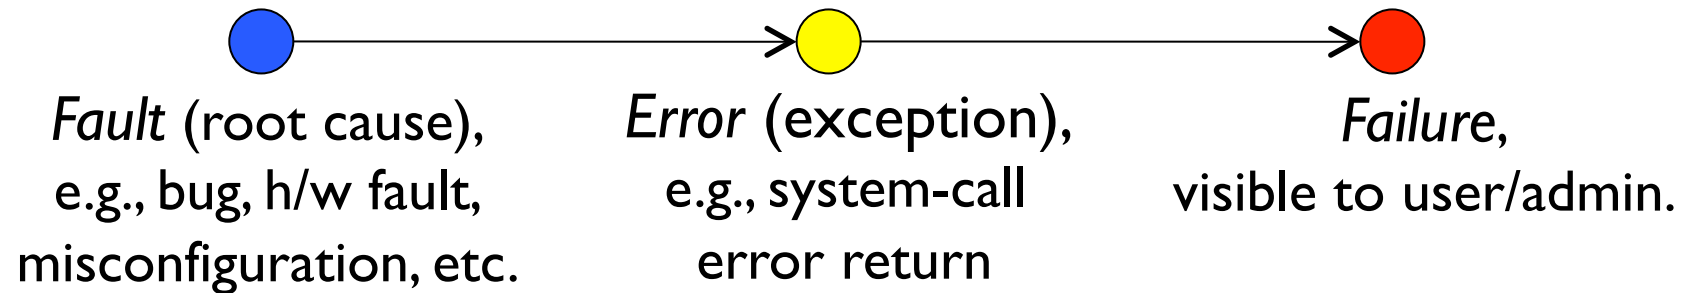 Fault (root cause),
e.g., bug, h/w fault,
misconfiguration, etc.
Error (exception),
e.g., system-call
error return
Failure,
visible to user/admin.